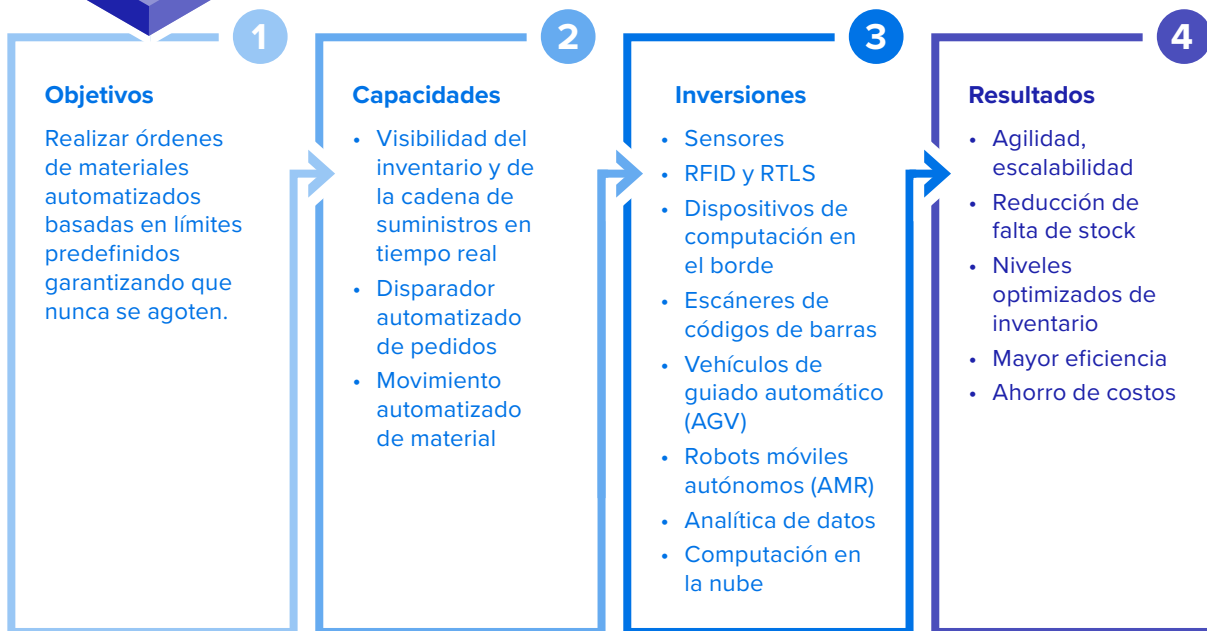 1
Objetivos
Realizar órdenes
de materiales
automatizados
basadas en límites
predefinidos
garantizando que
nunca se agoten.
2
Capacidades
• Visibilidad del
inventario y de
la cadena de
suministros en
tiempo real
• Disparador
automatizado
de pedidos
• Movimiento
automatizado
de material
3
Inversiones
• Sensores
• RFID y RTLS
• Dispositivos de
computación en
el borde
• Escáneres de
códigos de barras
• Vehículos de
guiado automático
(AGV)
• Robots móviles
autónomos (AMR)
• Analítica de datos
• Computación en
la nube
4
Resultados
• Agilidad,
escalabilidad
• Reducción de
falta de stock
• Niveles
optimizados de
inventario
• Mayor eficiencia
• Ahorro de costos